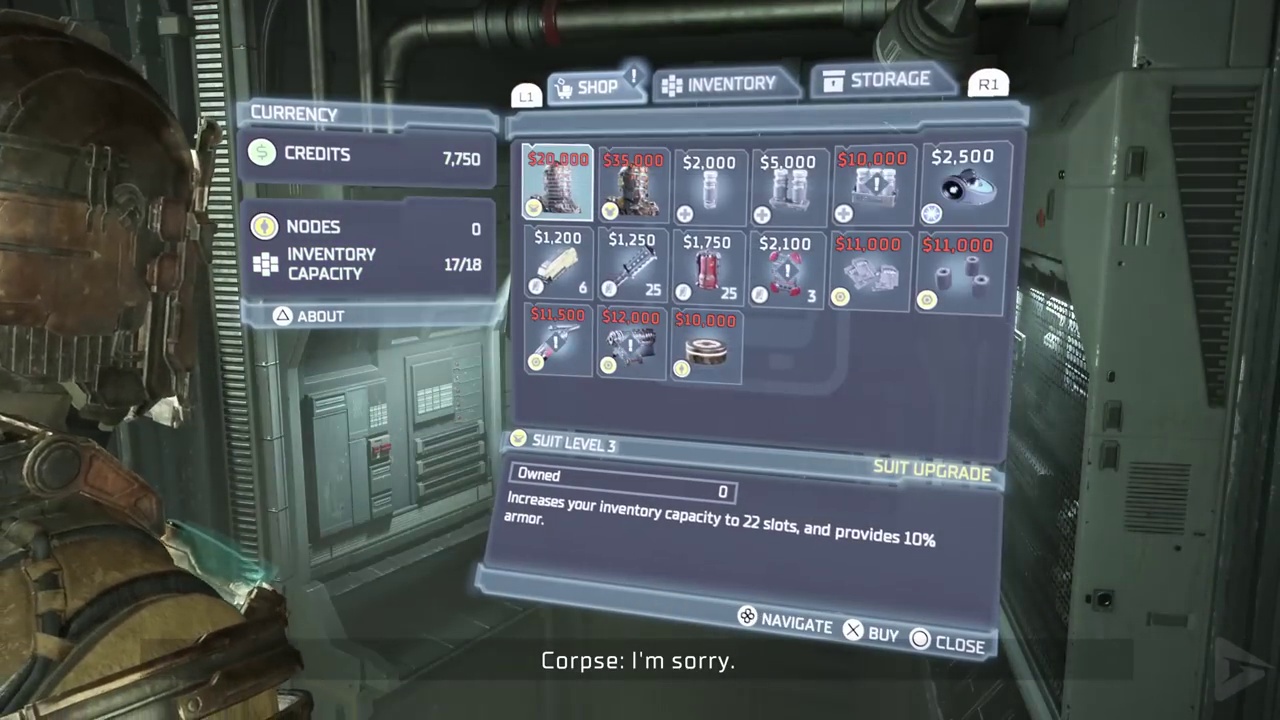 L1
SHOP
!
INVENTORY
STORAGE
R1
CURRENCY
$
CREDITS
7,750
NODES
0
INVENTORY
CAPACITY
17/18
ABOUT
$20,000
$35,000
$2,000
$5,000
$10,000
$2,500
!
$1,200
$1,250
$1,750
$2,100
$11,000
$11,000
!
6
25
25
3
$11,500
$12,000
$10,000
!
!
SUIT LEVEL 3
SUIT UPGRADE
Owned
0
Increases your inventory capacity to 22 slots, and provides 10%
armor.
NAVIGATE
BUY
CLOSE
Corpse: I'm sorry.